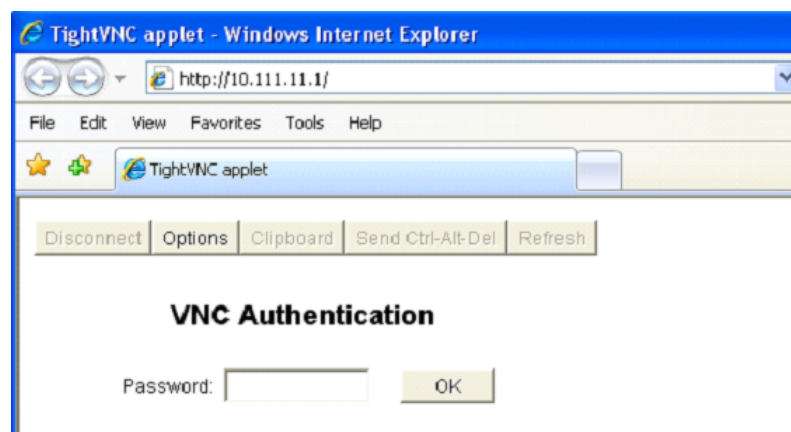 TightVNC applet - Windows Internet Explorer
http://10.111.11.1/
File Edit View Favorites Tools Help
TightVNC applet
Disconnect Options Clipboard Send Ctrl-Alt-Del Refresh
VNC Authentication
Password: OK